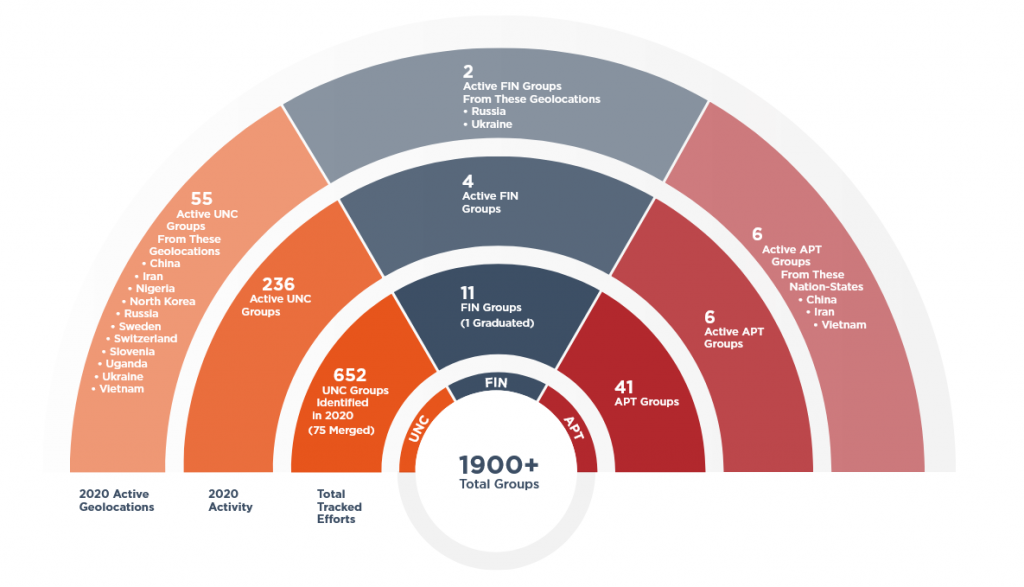 2
Active FIN Groups
From These Geolocations
• Russia
• Ukraine
4
Active FIN
Groups
11
FIN Groups
(1 Graduated)
FIN
55
Active UNC
Groups
From These
Geolocations
• China
• Iran
• Nigeria
• North Korea
• Russia
• Sweden
• Switzerland
• Slovenia
• Uganda
• Ukraine
• Vietnam
236
Active UNC
Groups
652
UNC Groups
Identified
in 2020
(75 Merged)
UNC
6
Active APT
Groups
From These
Nation-States
• China
• Iran
• Vietnam
6
Active APT
Groups
41
APT Groups
APT
1900+
Total Groups
2020 Active
Geolocations
2020
Activity
Total
Tracked
Efforts